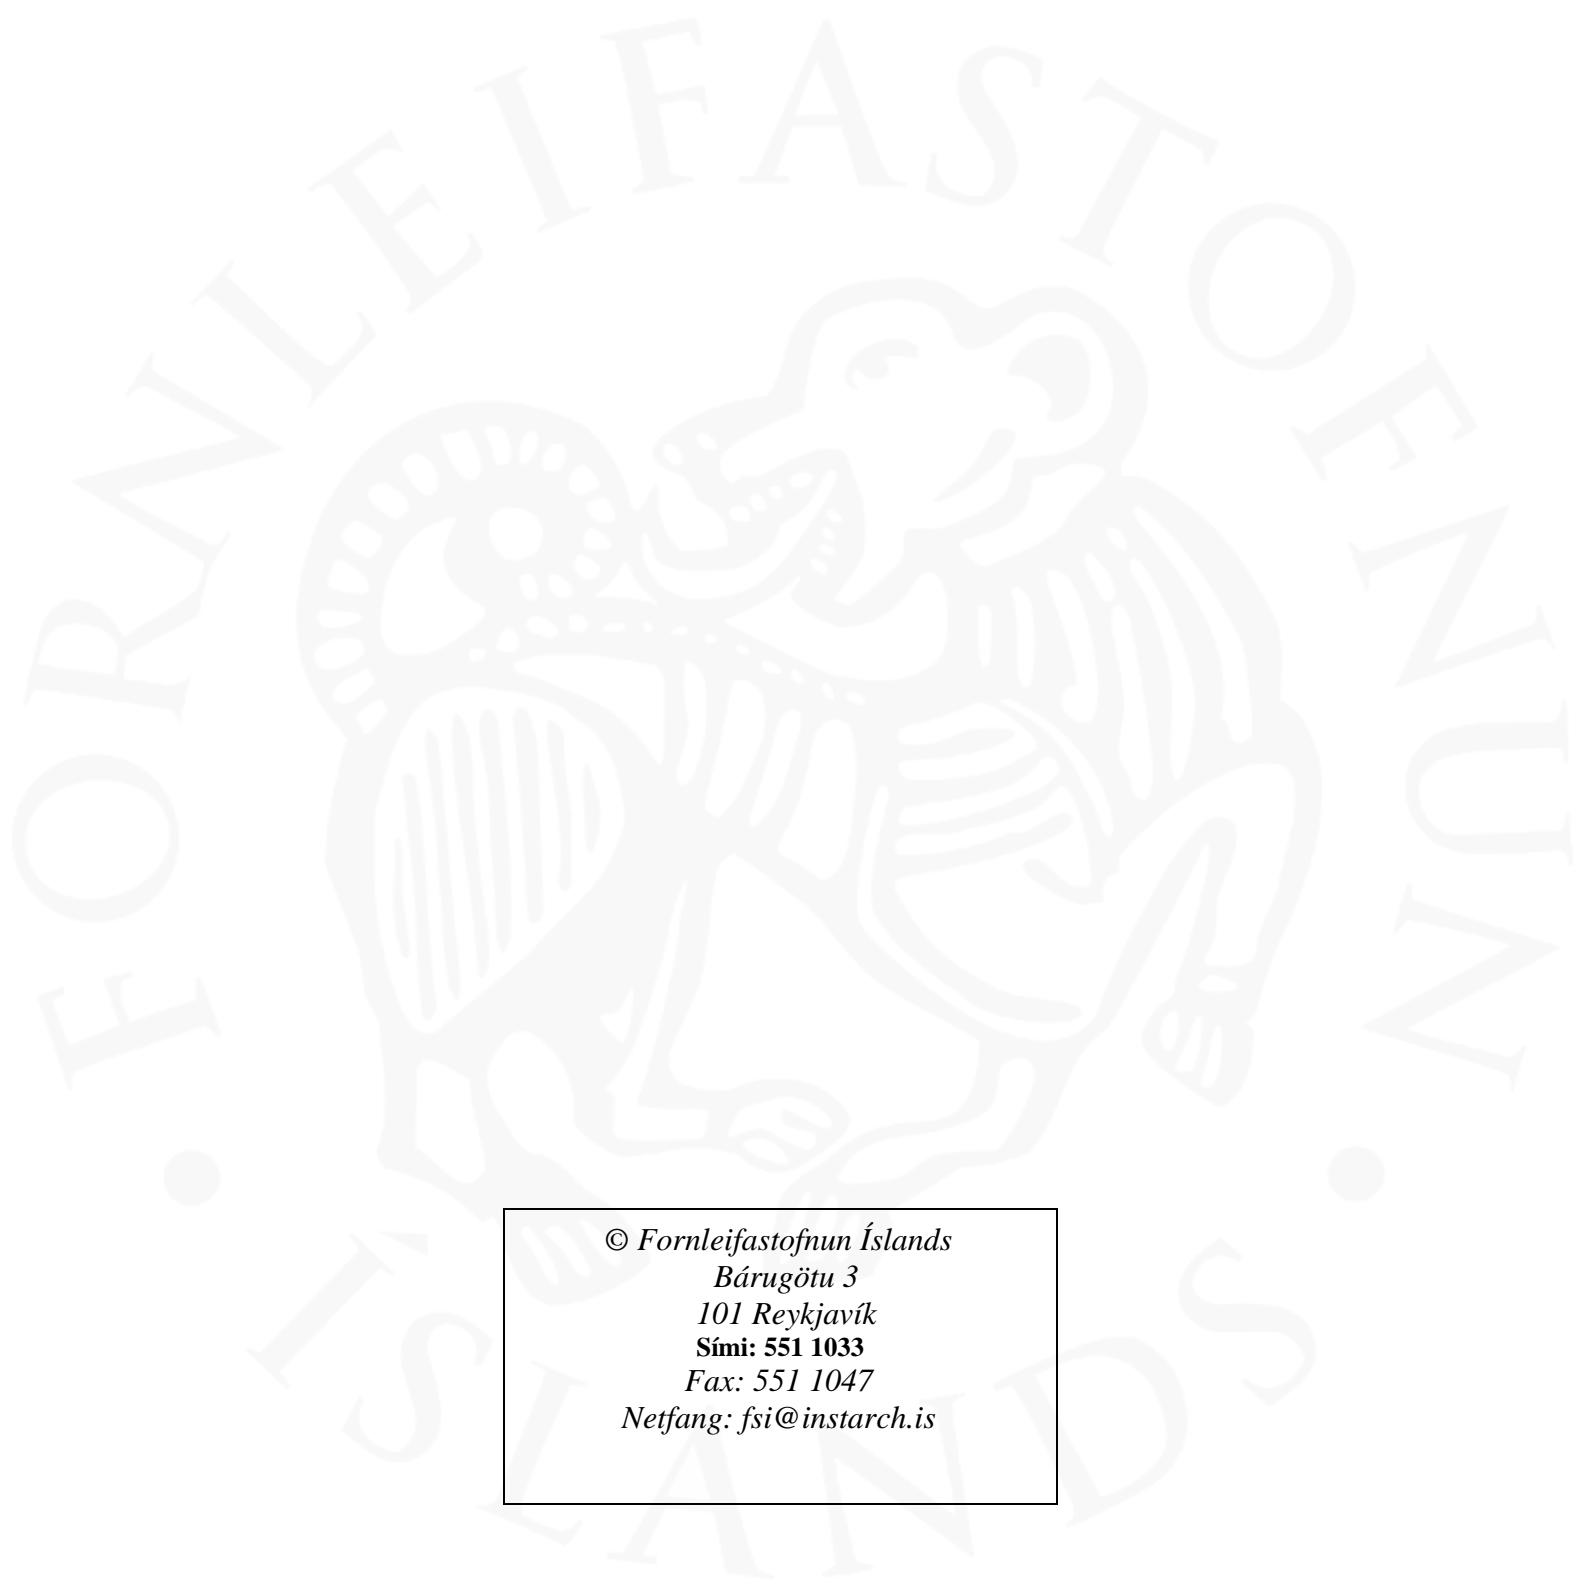 FORNLEIFASTOFNUN
ÍSLANDS
© Fornleifastofnun Íslands
Bárugötu 3
101 Reykjavík
Sími: 551 1033
Fax: 551 1047
Netfang: fsi@instarch.is